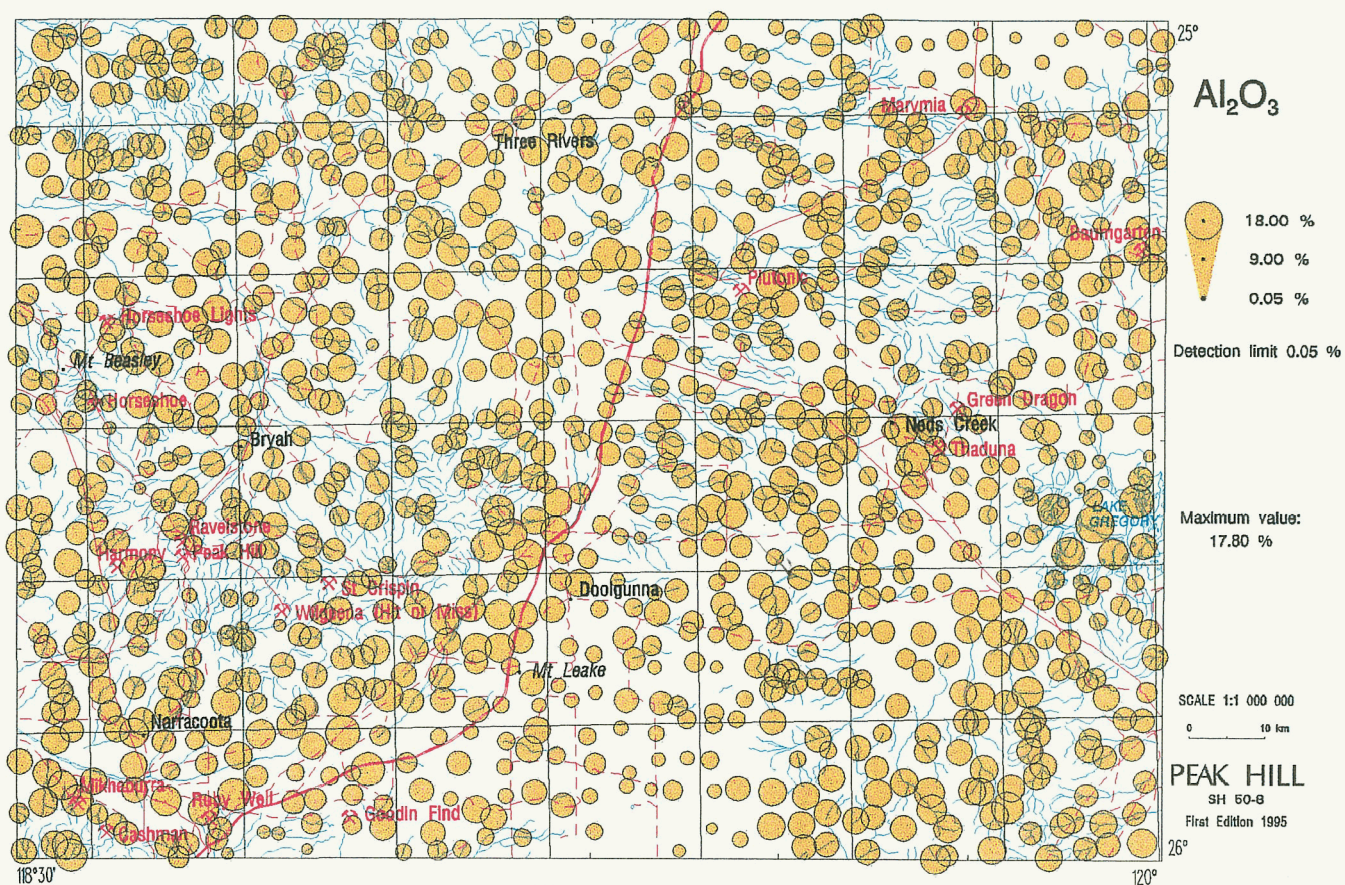 25°
Al₂O₃
Marymia
Three Rivers
18.00 %
Baumgarten
9.00 %
Plutonic
0.05 %
Horseshoe Lights
Detection limit 0.05 %
Mt Beasley
Horseshoe
Green Dragon
Neds Creek
Bryah
Thaduna
LAKE
GREGORY
Maximum value:
17.80 %
Ravelstone
Harmony
Peak Hill
St Crispin
Doolgunna
Wilgeena (Hit or Miss)
Mt Leake
SCALE 1:1 000 000
Narracoota
0 10 km
PEAK HILL
SH 50-8
First Edition 1995
Mikhaburra
Ruby Well
Goodin Find
Cashman
26°
118°30'
120°